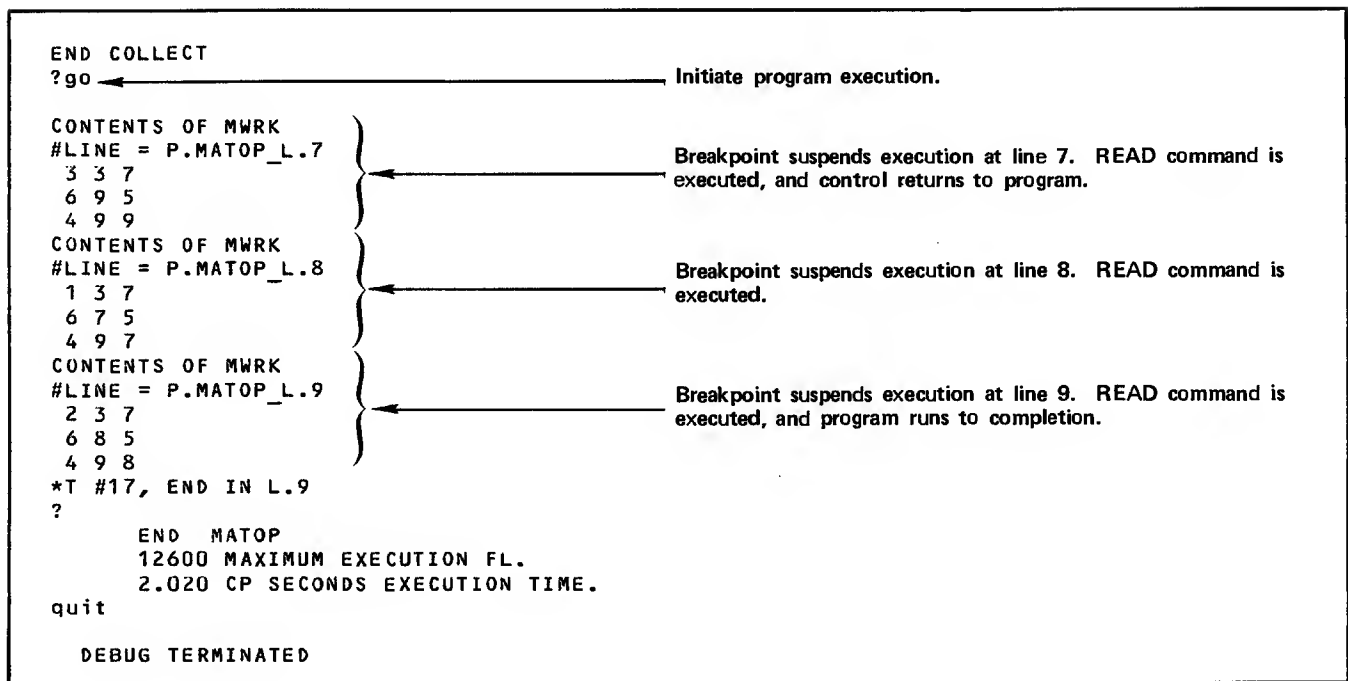 END COLLECT
?go
Initiate program execution.
CONTENTS OF MWRK
#LINE = P.MATOP_L.7
3 3 7
6 9 5
4 9 9
Breakpoint suspends execution at line 7. READ command is
executed, and control returns to program.
CONTENTS OF MWRK
#LINE = P.MATOP_L.8
1 3 7
6 7 5
4 9 7
Breakpoint suspends execution at line 8. READ command is
executed.
CONTENTS OF MWRK
#LINE = P.MATOP_L.9
2 3 7
6 8 5
4 9 8
Breakpoint suspends execution at line 9. READ command is
executed, and program runs to completion.
*T #17, END IN L.9
?
END MATOP
12600 MAXIMUM EXECUTION FL.
2.020 CP SECONDS EXECUTION TIME.
quit
DEBUG TERMINATED